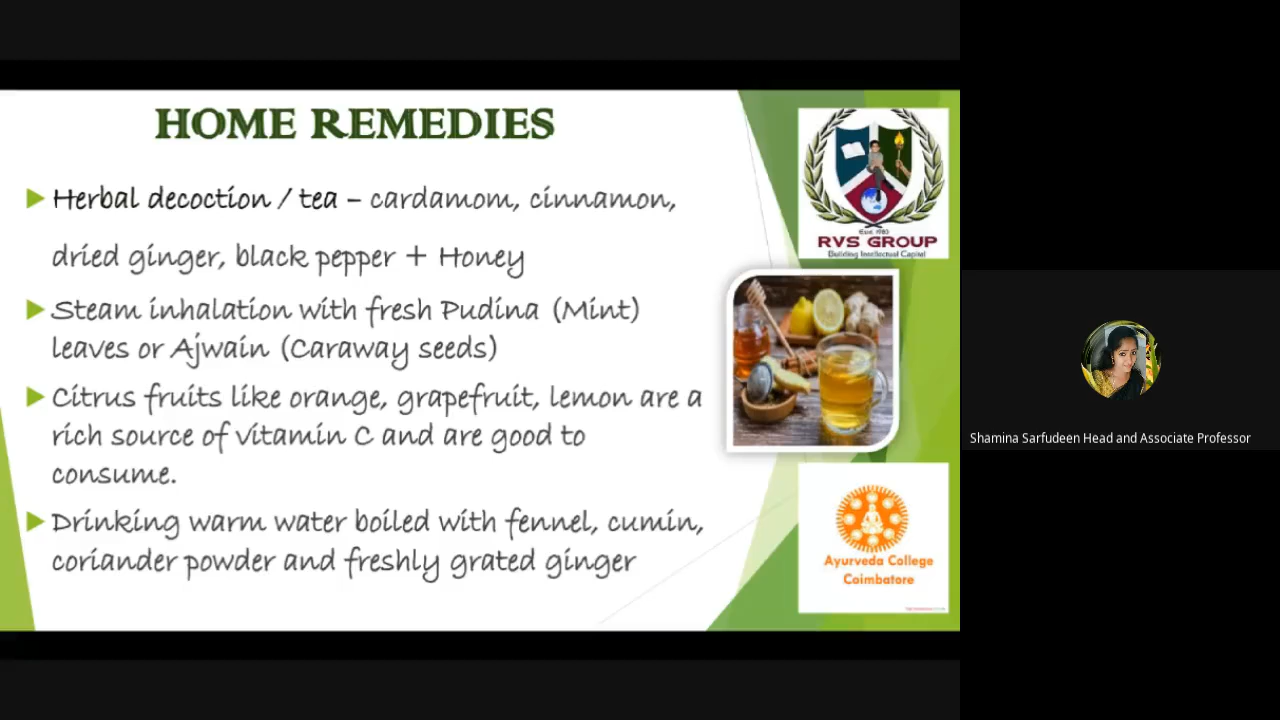 HOME REMEDIES
Herbal decoction / tea – cardamom, cinnamon,
dried ginger, black pepper + Honey
Steam inhalation with fresh Pudina (Mint)
leaves or Ajwain (Caraway seeds)
Citrus fruits like orange, grapefruit, lemon are a
rich source of vitamin C and are good to
consume.
Drinking warm water boiled with fennel, cumin,
coriander powder and freshly grated ginger
Estd. 1983
RVS GROUP
Building Intellectual Capital
Ayurveda College
Coimbatore
Shamina Sarfudeen Head and Associate Professor